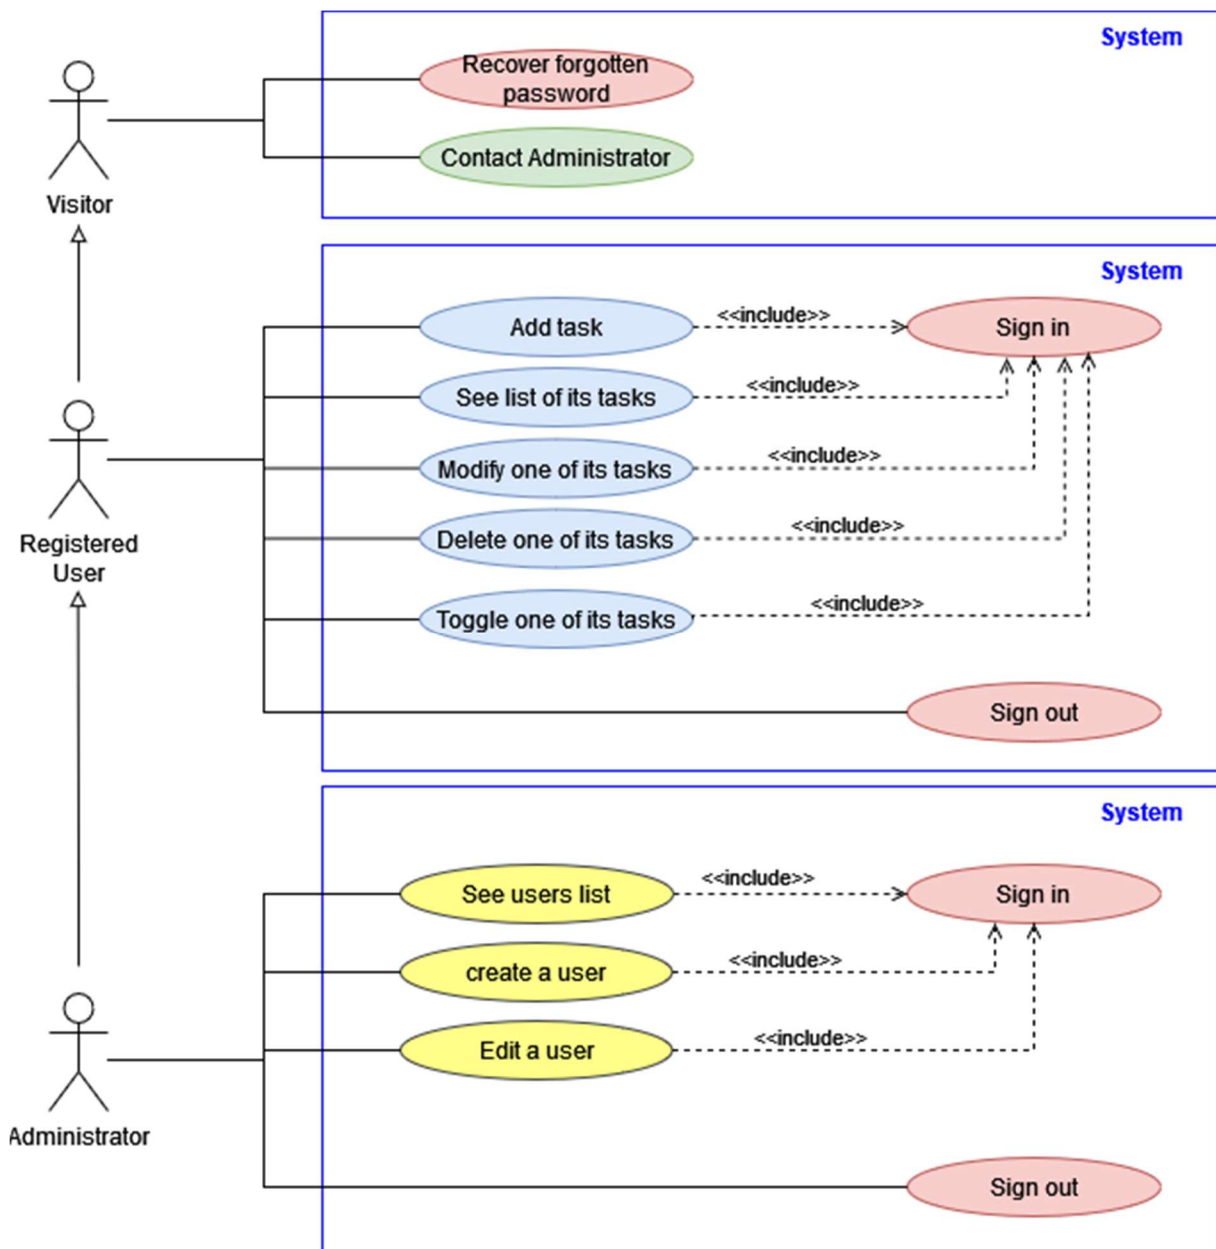 System
Recover forgotten
password
Contact Administrator
Visitor
System
Add task
<<include>>
Sign in
See list of its tasks
<<include>>
Modify one of its tasks
<<include>>
Registered
User
Delete one of its tasks
<<include>>
Toggle one of its tasks
<<include>>
Sign out
System
See users list
<<include>>
Sign in
create a user
<<include>>
Edit a user
<<include>>
Administrator
Sign out